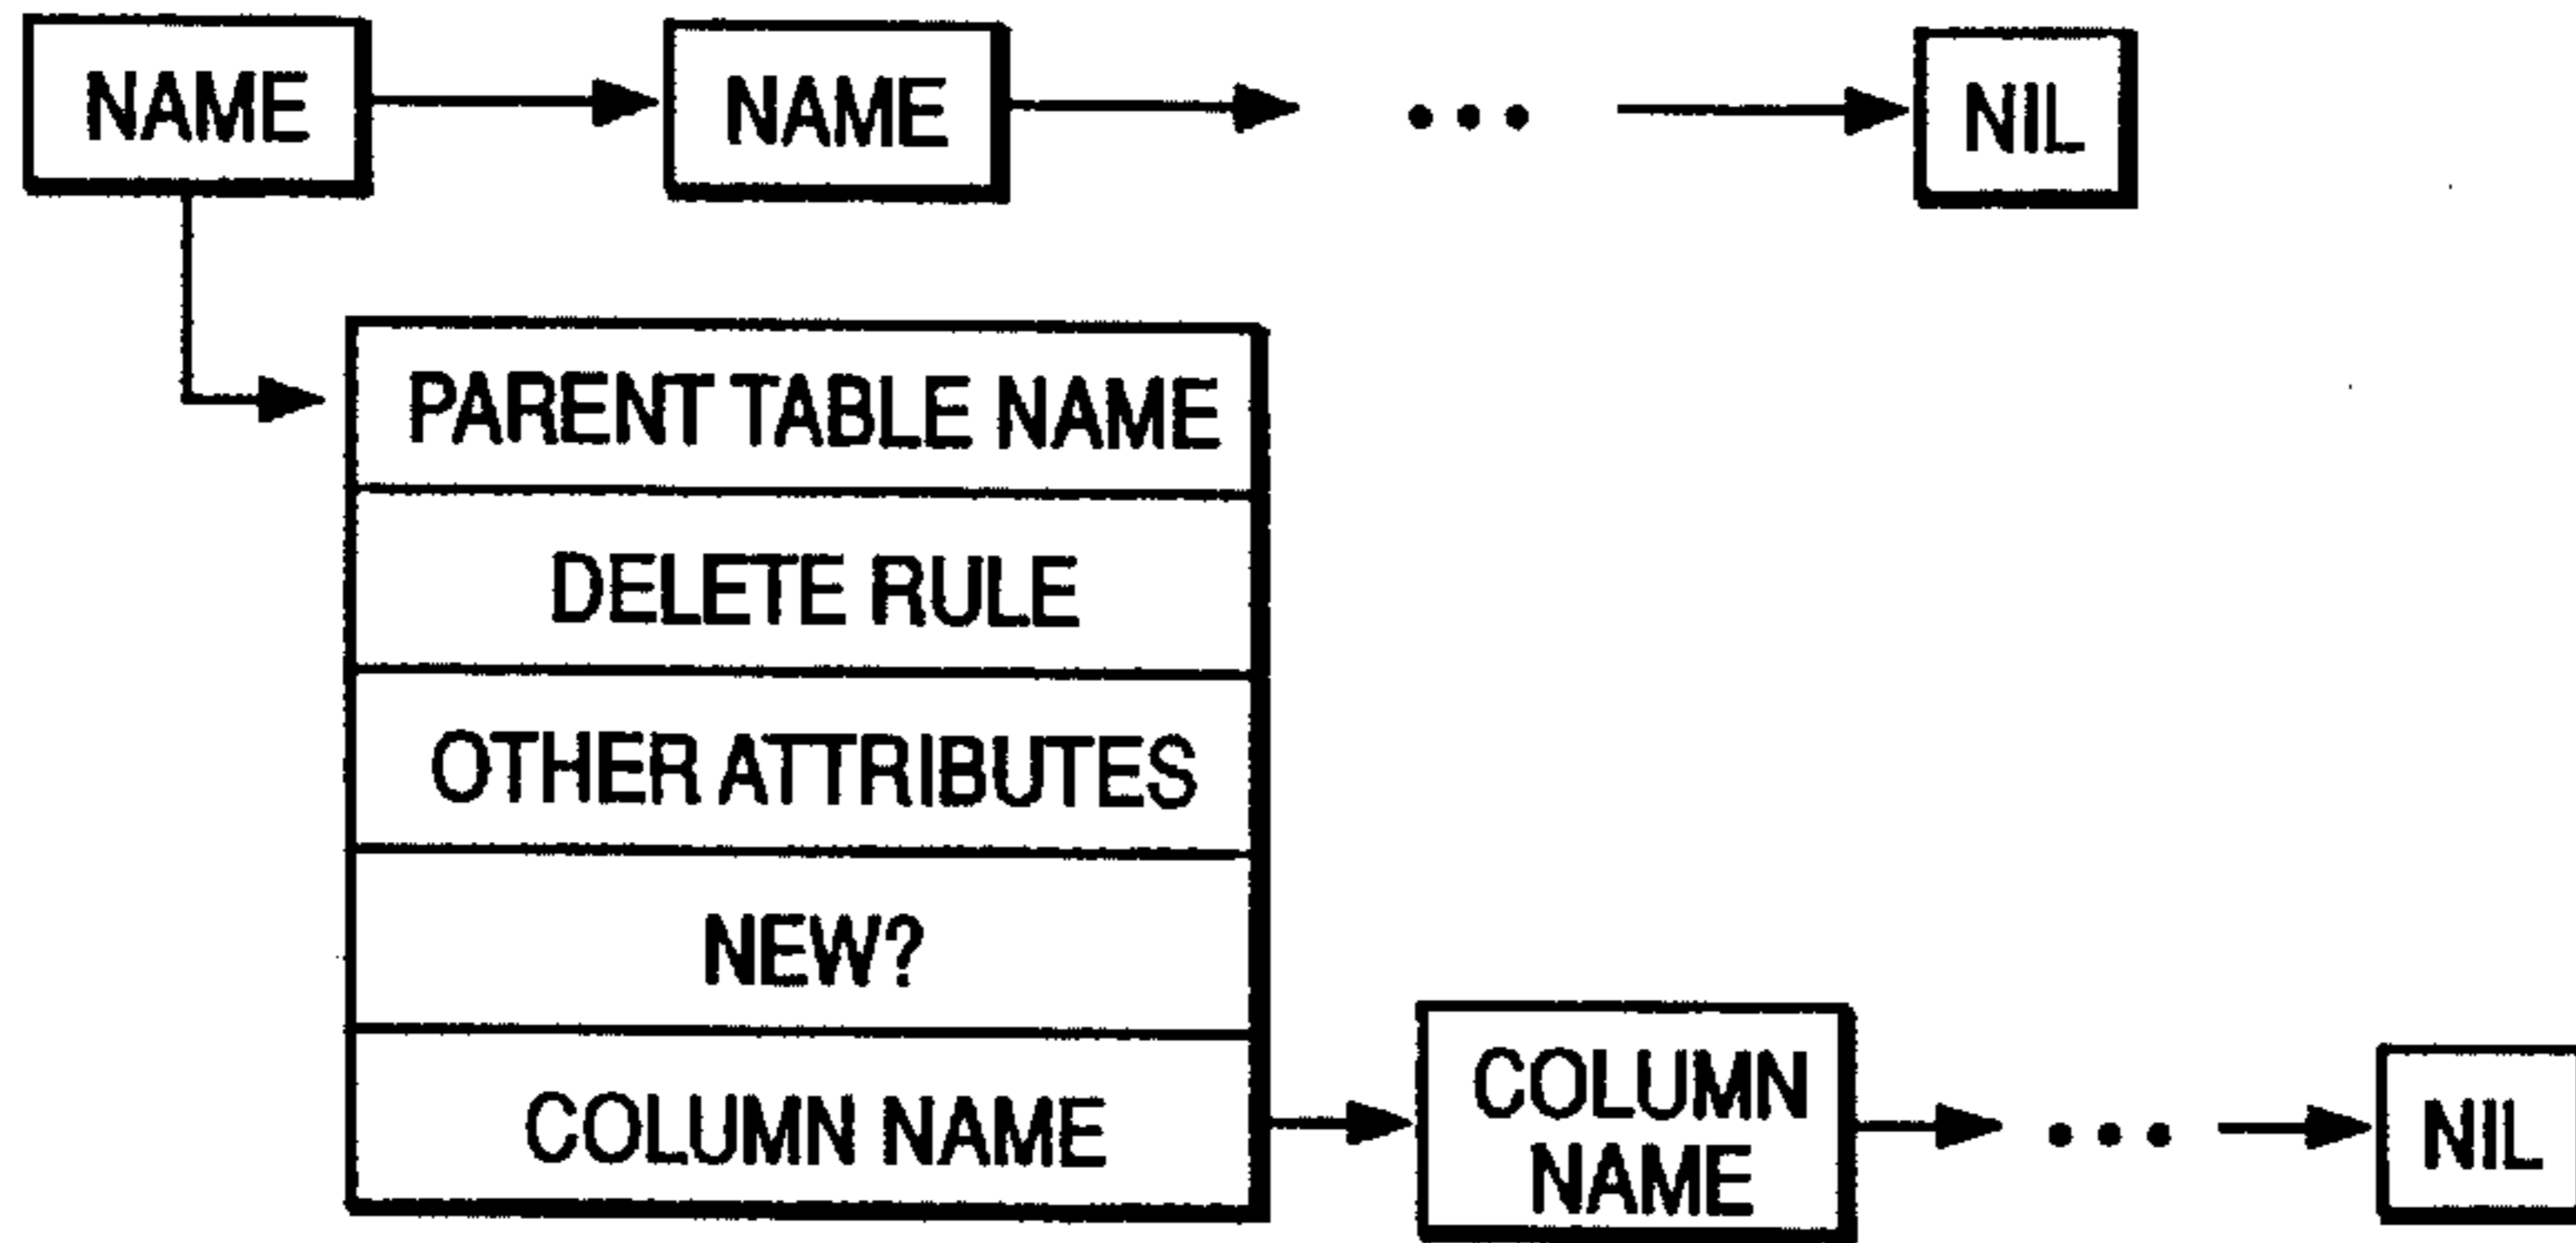 NAME NAME ... NIL
PARENT TABLE NAME
DELETE RULE
OTHER ATTRIBUTES
NEW?
COLUMN NAME
COLUMN
NAME
... NIL